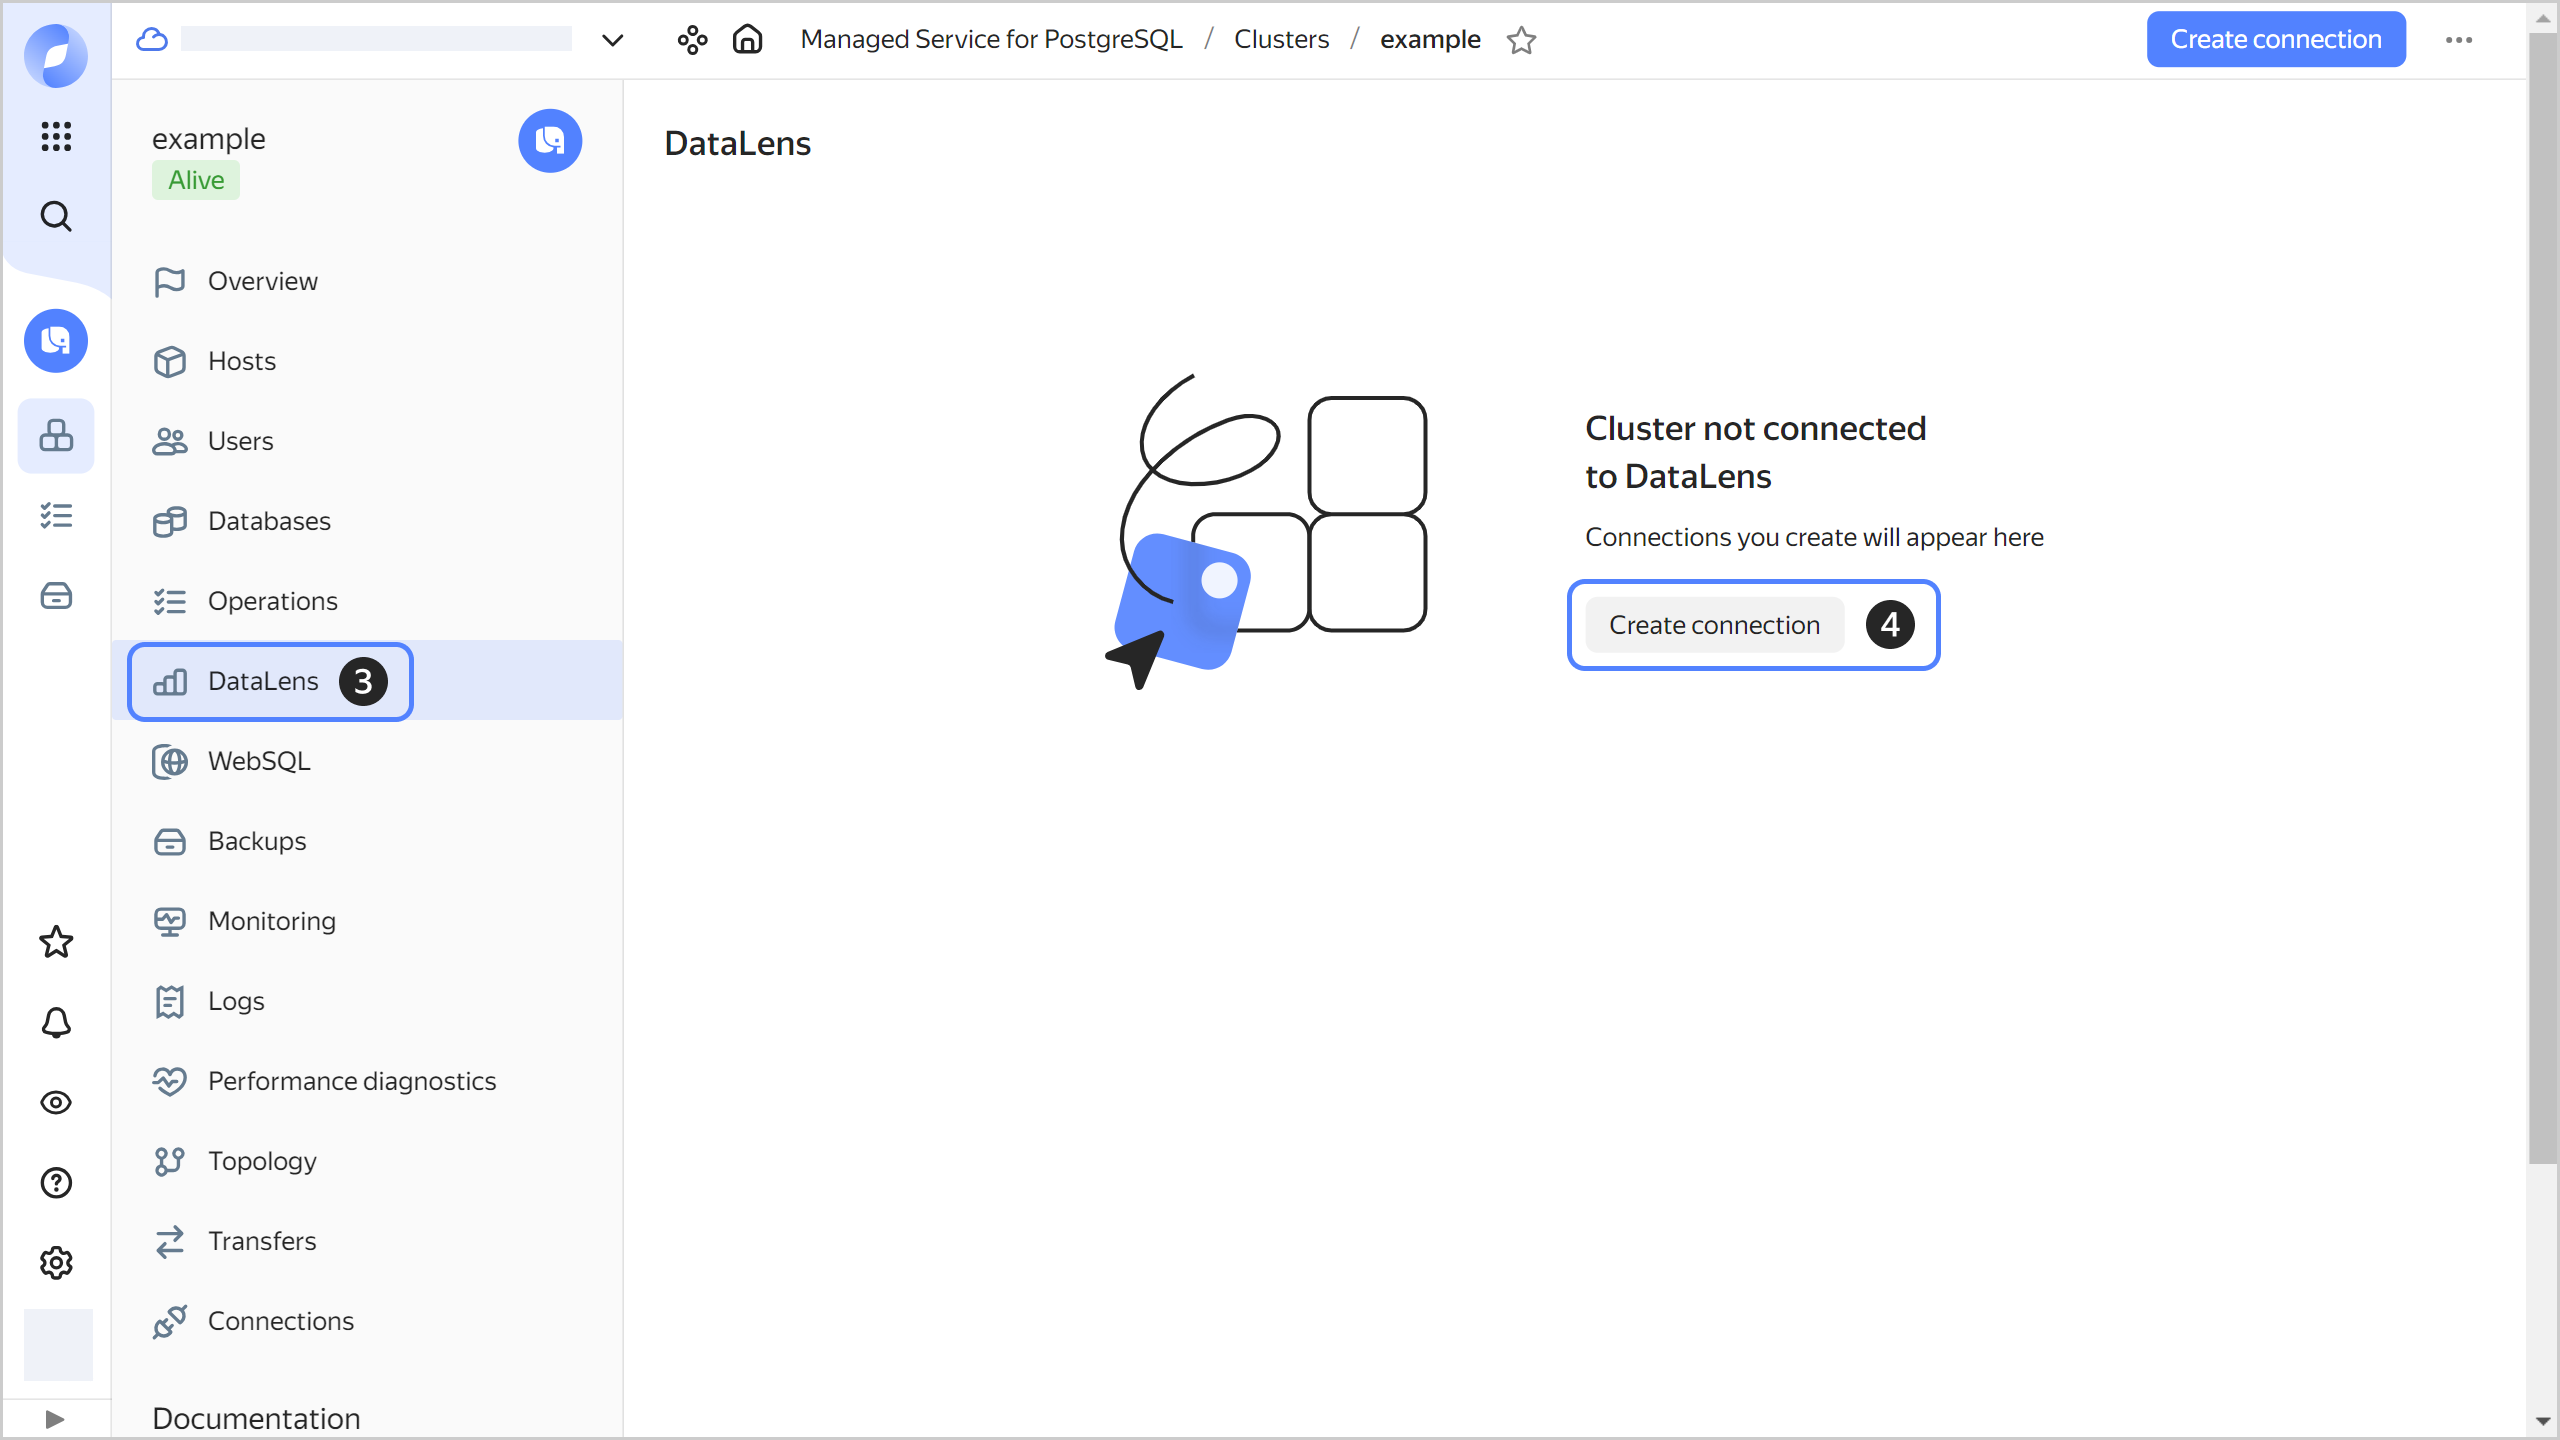 Managed Service for PostgreSQL / Clusters / example
Create connection
example
Alive
Overview
Hosts
Users
Databases
Operations
DataLens 3
WebSQL
Backups
Monitoring
Logs
Performance diagnostics
Topology
Transfers
Connections
Documentation
DataLens
Cluster not connected
to DataLens
Connections you create will appear here
Create connection 4